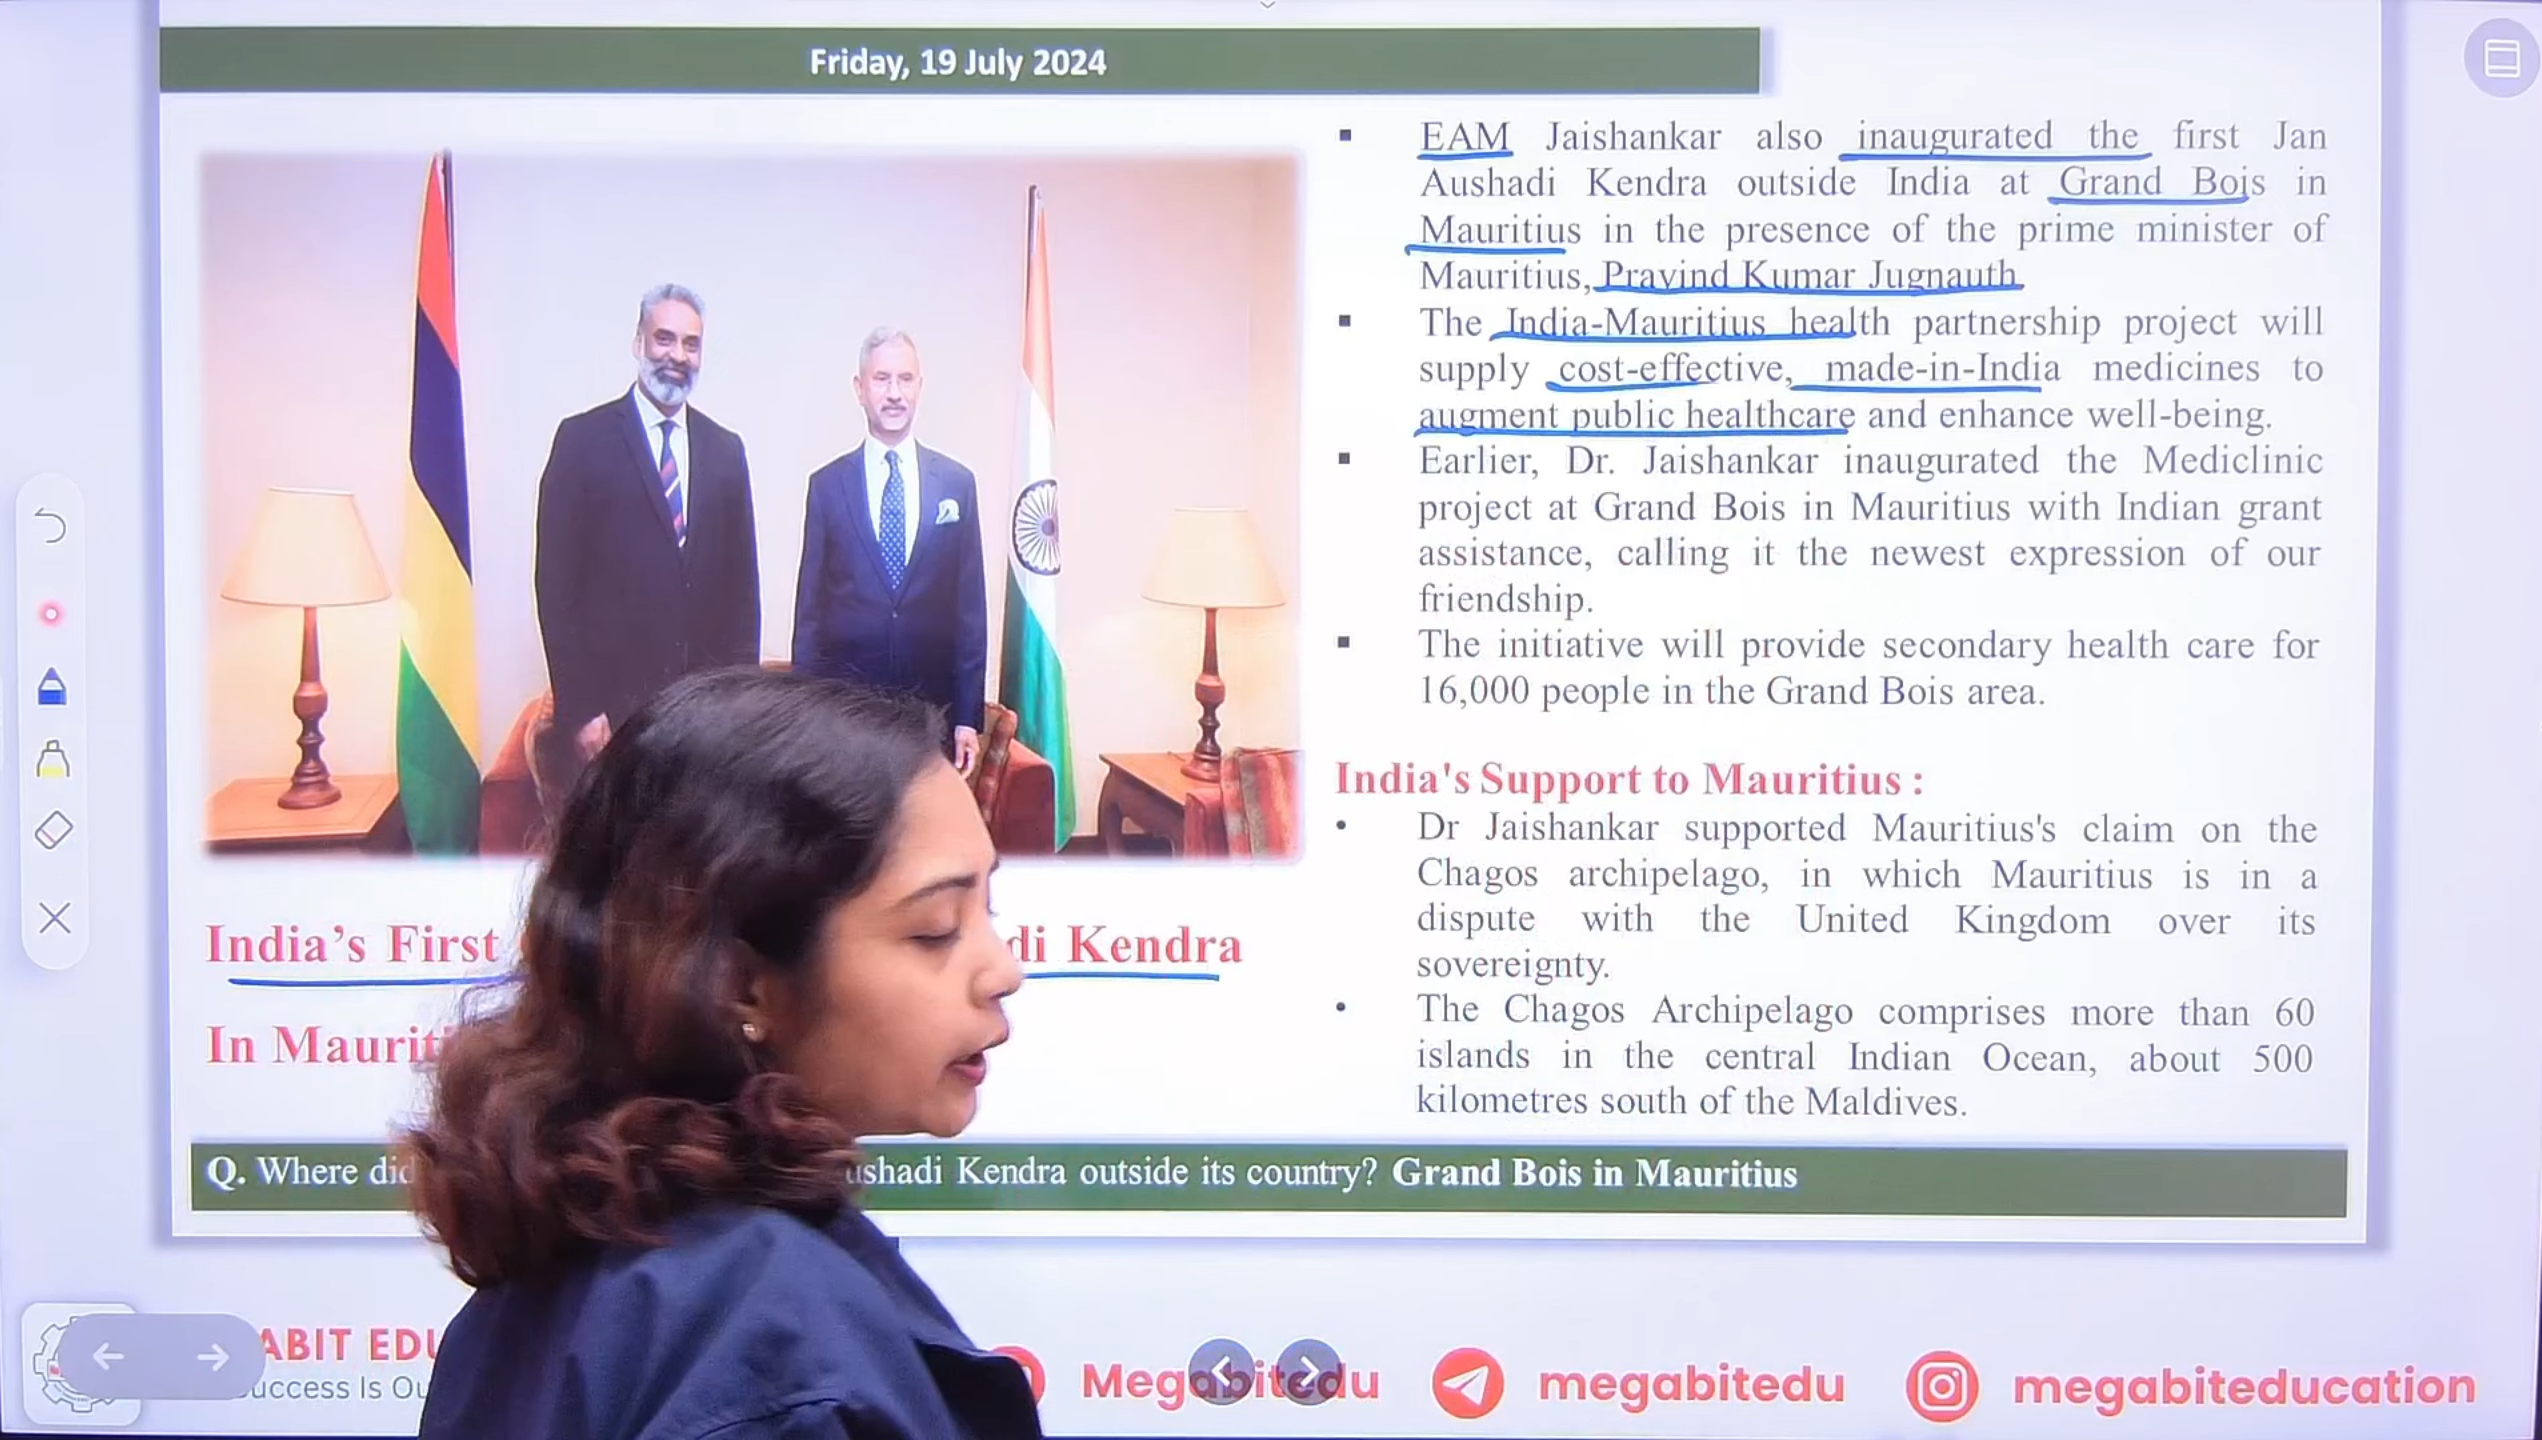 Friday, 19 July 2024
EAM Jaishankar also inaugurated the first Jan
Aushadi Kendra outside India at Grand Bois in
Mauritius in the presence of the prime minister of
Mauritius, Pravind Kumar Jugnauth
The India-Mauritius health partnership project will
supply cost-effective, made-in-India medicines to
augment public healthcare and enhance well-being.
Earlier, Dr. Jaishankar inaugurated the Mediclinic
project at Grand Bois in Mauritius with Indian grant
assistance, calling it the newest expression of our
friendship.
The initiative will provide secondary health care for
16,000 people in the Grand Bois area.
India's Support to Mauritius :
Dr Jaishankar supported Mauritius's claim on the
Chagos archipelago, in which Mauritius is in a
dispute with the United Kingdom over its
sovereignty.
The Chagos Archipelago comprises more than 60
islands in the central Indian Ocean, about 500
kilometres south of the Maldives.
India’s First di Kendra
In Maurit
Q. Where did ushadi Kendra outside its country? Grand Bois in Mauritius
ABIT EDU
uccess Is Ou
Megabitedu
megabitedu
megabiteducation